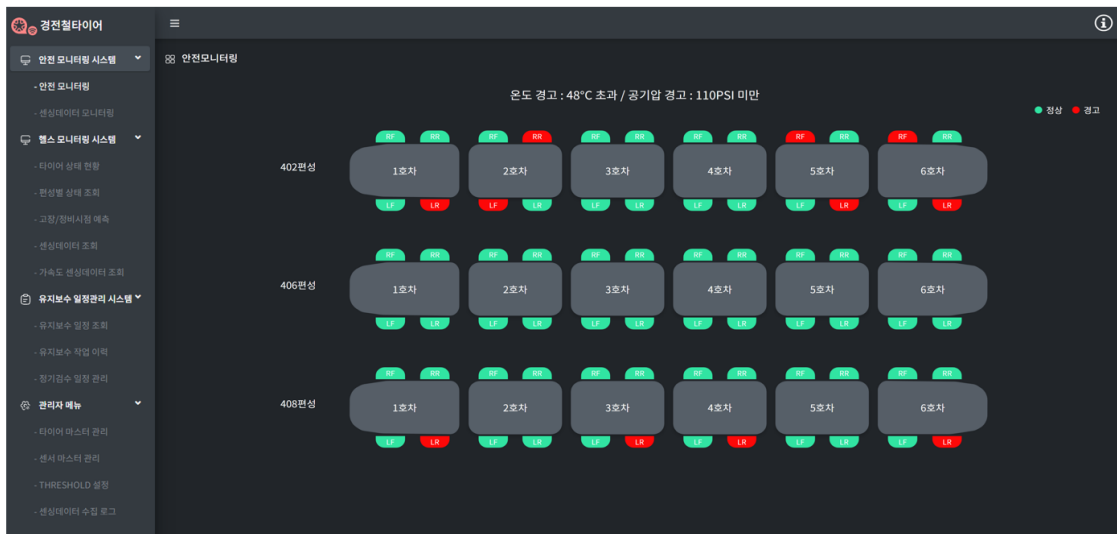 경전철타이어
안전 모니터링 시스템
- 안전 모니터링
- 센싱데이터 모니터링
헬스 모니터링 시스템
- 타이어 상태 현황
- 편성별 상태 조회
- 고장/정비시점 예측
- 센싱데이터 조회
- 가속도 센싱데이터 조회
유지보수 일정관리 시스템
- 유지보수 일정 조회
- 유지보수 작업 이력
- 정기검수 일정 관리
관리자 메뉴
- 타이어 마스터 관리
- 센서 마스터 관리
- THRESHOLD 설정
- 센싱데이터 수집 로그
안전모니터링
온도 경고 : 48°C 초과 / 공기압 경고 : 110PSI 미만
정상 경고
RF RR RF RR RF RR RF RR RF RR RF RR
402편성 1호차 2호차 3호차 4호차 5호차 6호차
LF LR LF LR LF LR LF LR LF LR LF LR
RF RR RF RR RF RR RF RR RF RR RF RR
406편성 1호차 2호차 3호차 4호차 5호차 6호차
LF LR LF LR LF LR LF LR LF LR LF LR
RF RR RF RR RF RR RF RR RF RR RF RR
408편성 1호차 2호차 3호차 4호차 5호차 6호차
LF LR LF LR LF LR LF LR LF LR LF LR